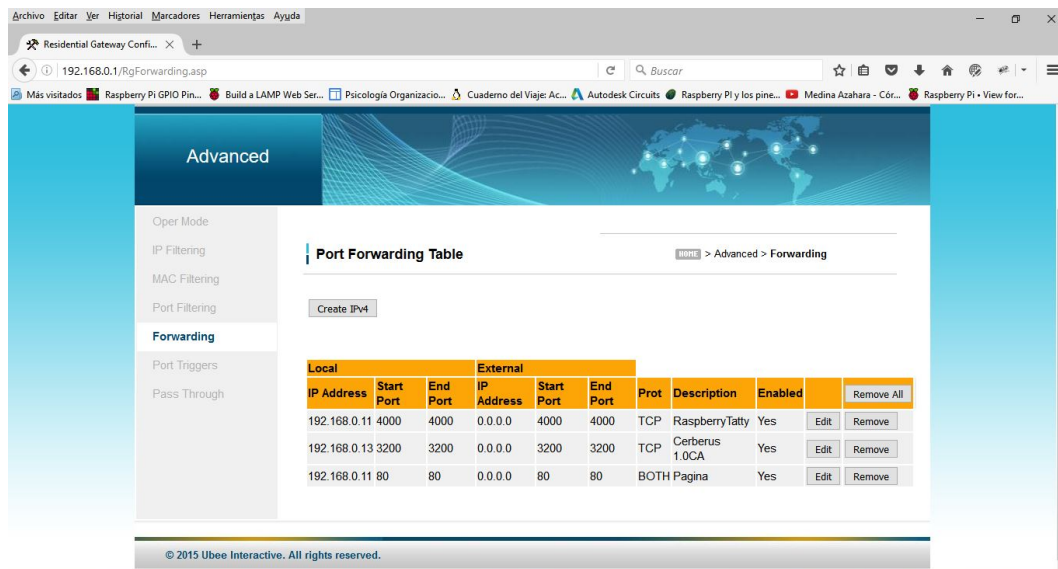 Archivo Editar Ver Historial Marcadores Herramientas Ayuda
Residential Gateway Confi...
192.168.0.1/RgForwarding.asp
Buscar
Más visitados Raspberry Pi GPIO Pin... Build a LAMP Web Ser... Psicología Organizacio... Cuaderno del Viaje: Ac... Autodesk Circuits Raspberry PI y los pine... Medina Azahara - Cór... Raspberry Pi • View for...
Advanced
Oper Mode
IP Filtering
MAC Filtering
Port Filtering
Forwarding
Port Triggers
Pass Through
Port Forwarding Table
HOME > Advanced > Forwarding
Create IPv4
Local External
IP Address Start Port End Port IP Address Start Port End Port Prot Description Enabled Remove All
192.168.0.11 4000 4000 0.0.0.0 4000 4000 TCP RaspberryTatty Yes Edit Remove
192.168.0.13 3200 3200 0.0.0.0 3200 3200 TCP Cerberus 1.0CA Yes Edit Remove
192.168.0.11 80 80 0.0.0.0 80 80 BOTH Pagina Yes Edit Remove
© 2015 Ubee Interactive. All rights reserved.